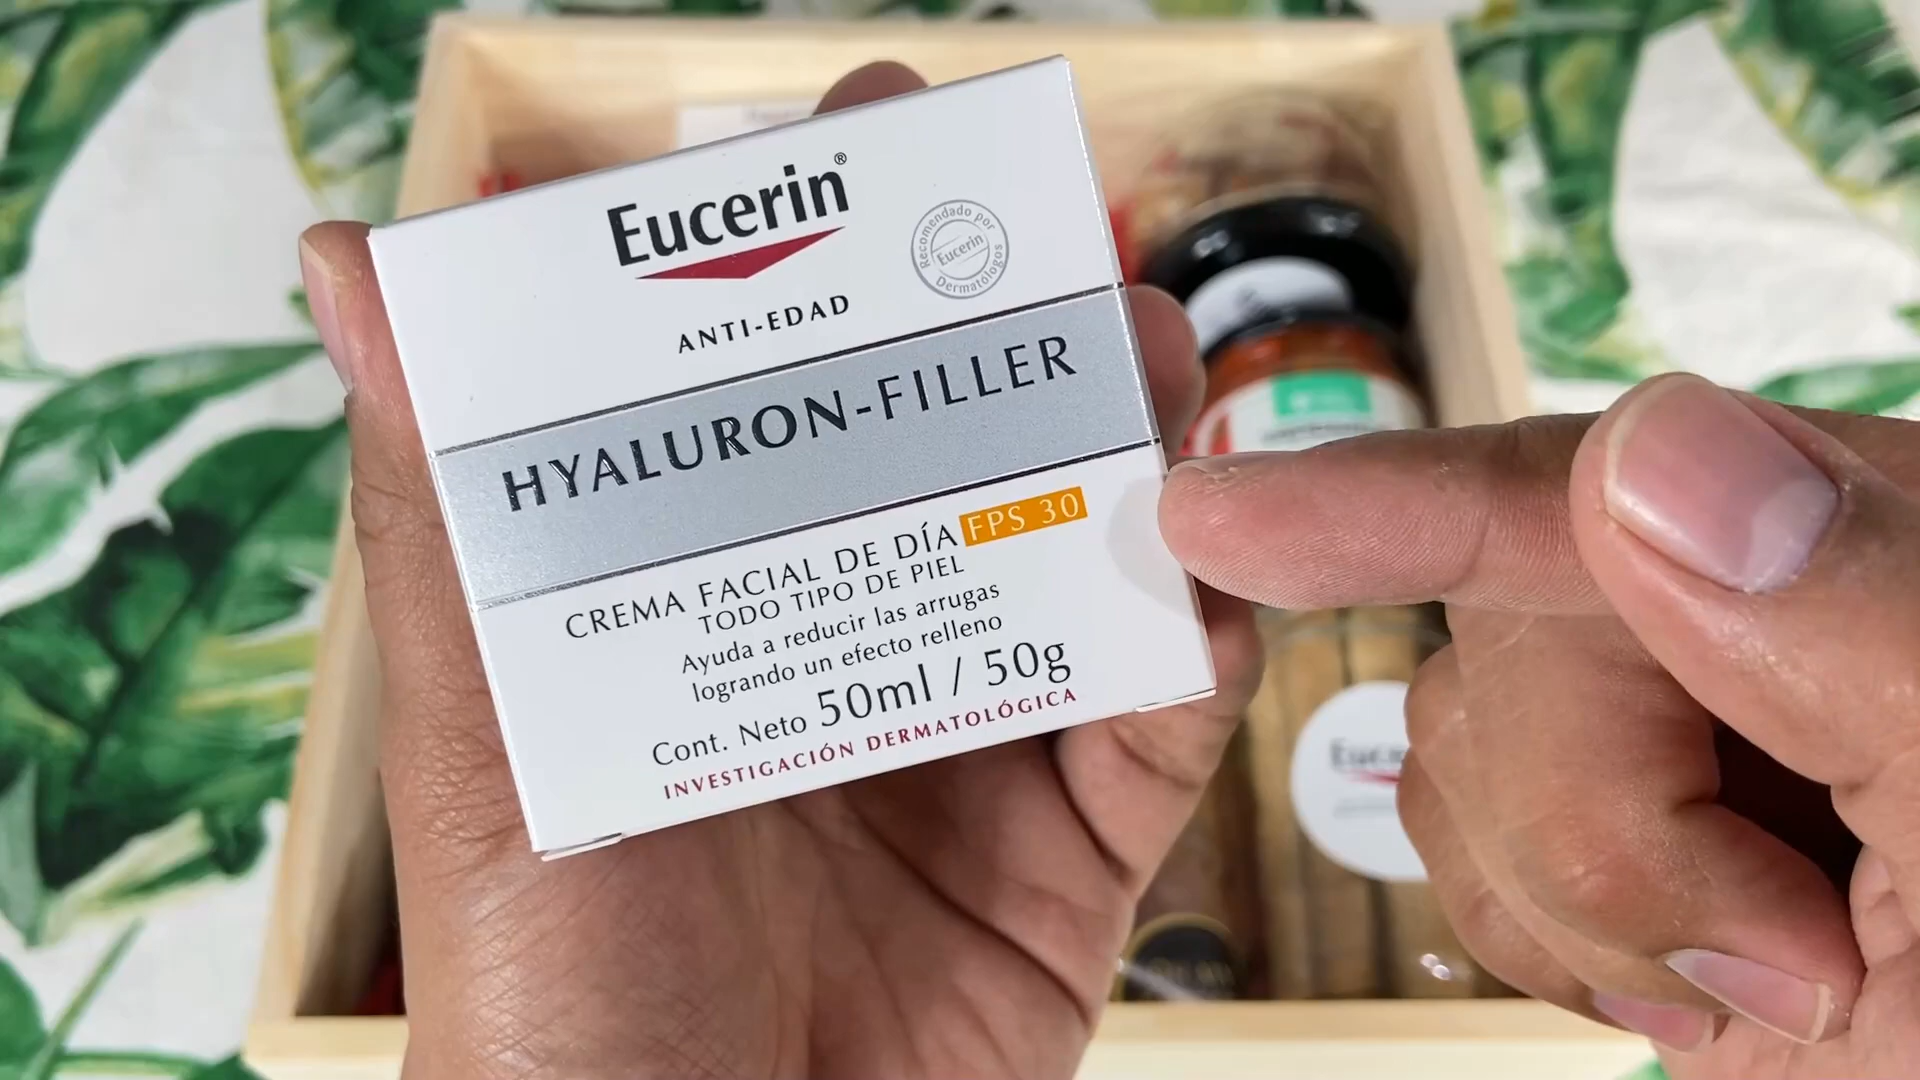 Eucerin®
Recomendado por
Eucerin
Dermatólogos
ANTI-EDAD
HYALURON-FILLER
CREMA FACIAL DE DÍA FPS 30
TODO TIPO DE PIEL
Ayuda a reducir las arrugas
logrando un efecto relleno
Cont. Neto 50ml / 50g
INVESTIGACIÓN DERMATOLÓGICA